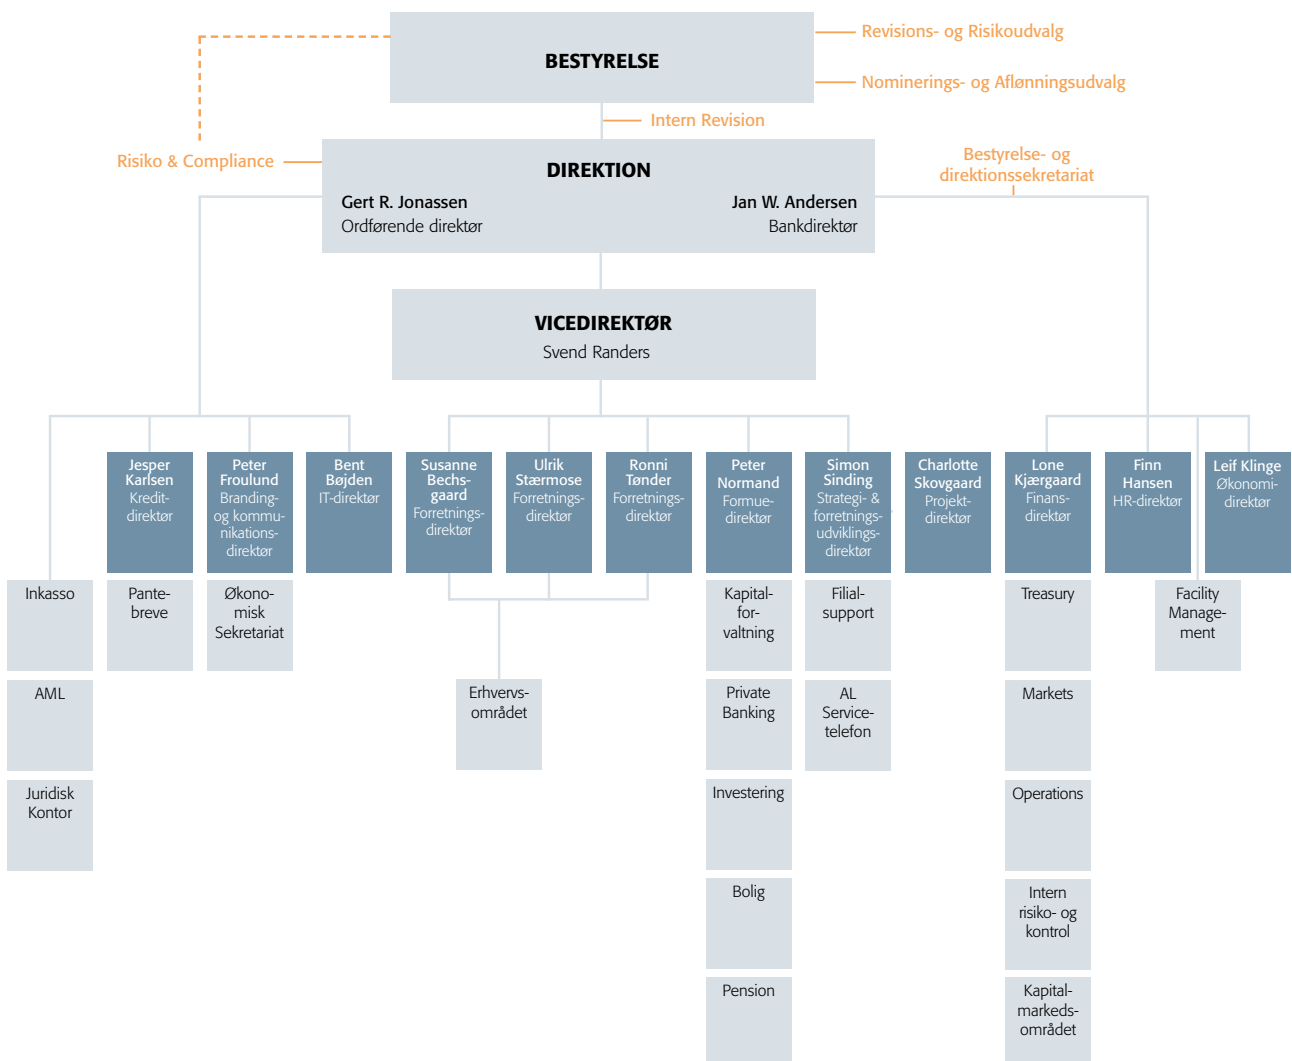 BESTYRELSE
Revisions- og Risikoudvalg
Nominerings- og Aflønningsudvalg
Intern Revision
Risiko & Compliance
Bestyrelse- og
direktionssekretariat
DIREKTION
Gert R. Jonassen
Ordførende direktør
Jan W. Andersen
Bankdirektør
VICEDIREKTØR
Svend Randers
Jesper
Karlsen
Kredit-
direktør
Peter
Froulund
Branding-
og kommu-
nikations-
direktør
Bent
Bøjden
IT-direktør
Susanne
Bechs-
gaard
Forretnings-
direktør
Ulrik
Stærmose
Forretnings-
direktør
Ronni
Tønder
Forretnings-
direktør
Peter
Normand
Formue-
direktør
Simon
Sinding
Strategi- &
forretnings-
udviklings-
direktør
Charlotte
Skovgaard
Projekt-
direktør
Lone
Kjærgaard
Finans-
direktør
Finn
Hansen
HR-direktør
Leif Klinge
Økonomi-
direktør
Inkasso
Pante-
breve
Økono-
misk
Sekretariat
Kapital-
for-
valtning
Filial-
support
Treasury
Facility
Manage-
ment
AML
Erhvervs-
området
Private
Banking
AL
Service-
telefon
Markets
Juridisk
Kontor
Investering
Operations
Bolig
Intern
risiko- og
kontrol
Pension
Kapital-
markeds-
området